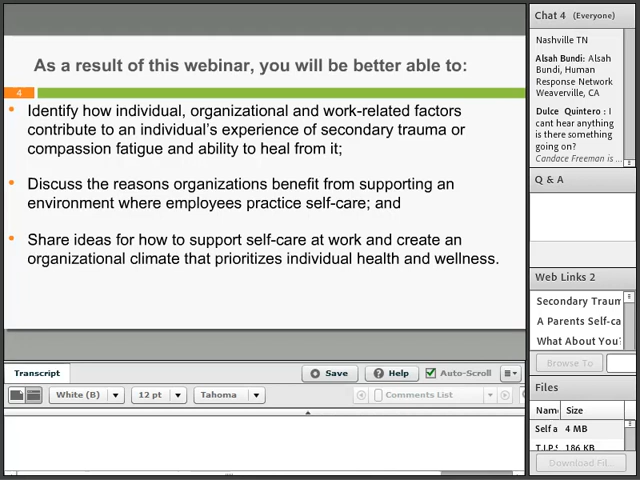 As a result of this webinar, you will be better able to:
4
Identify how individual, organizational and work-related factors
contribute to an individual's experience of secondary trauma or
compassion fatigue and ability to heal from it;
Discuss the reasons organizations benefit from supporting an
environment where employees practice self-care; and
Share ideas for how to support self-care at work and create an
organizational climate that prioritizes individual health and wellness.
Transcript
Save
Help
Auto-Scroll
White (B)
12 pt
Tahoma
Comments List
Chat 4 (Everyone)
Nashville TN
Alsah Bundi: Alsah
Bundi, Human
Response Network
Weaverville, CA
Dulce Quintero : I
cant hear anything
is there something
going on?
Candace Freeman is ...
Q & A
Web Links 2
Secondary Traum
A Parents Self-ca
What About You?
Browse To
Files
Name Size
Self a 4 MB
T.I.P.S 186 KB
Download Fil...